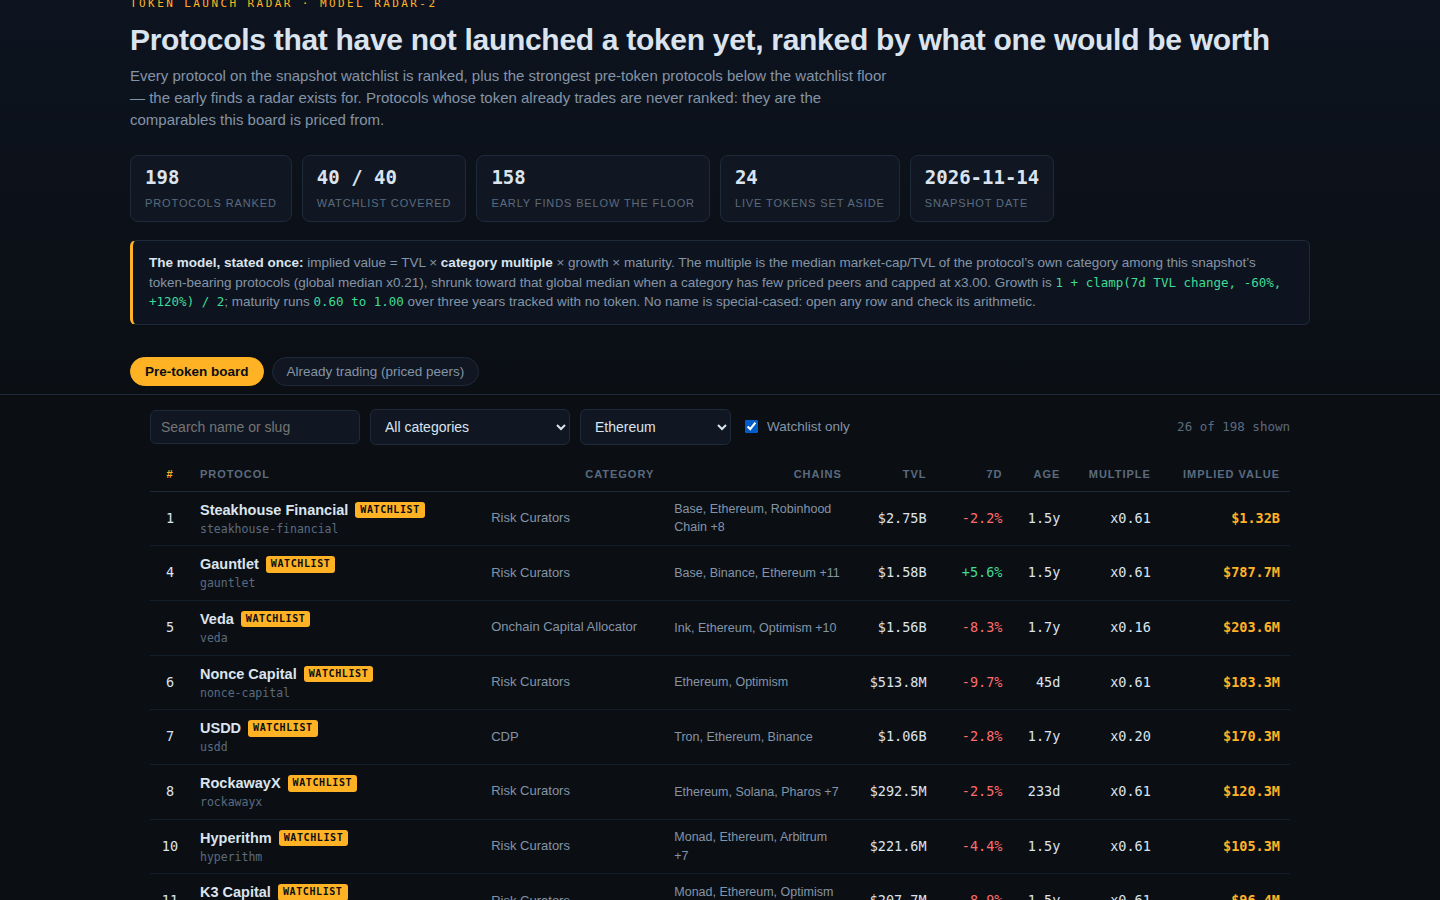 TOKEN LAUNCH RADAR · MODEL RADAR-2
Protocols that have not launched a token yet, ranked by what one would be worth
Every protocol on the snapshot watchlist is ranked, plus the strongest pre-token protocols below the watchlist floor
— the early finds a radar exists for. Protocols whose token already trades are never ranked: they are the
comparables this board is priced from.
198
PROTOCOLS RANKED
40 / 40
WATCHLIST COVERED
158
EARLY FINDS BELOW THE FLOOR
24
LIVE TOKENS SET ASIDE
2026-11-14
SNAPSHOT DATE
The model, stated once: implied value = TVL × category multiple × growth × maturity. The multiple is the median market-cap/TVL of the protocol's own category among this snapshot's
token-bearing protocols (global median x0.21), shrunk toward that global median when a category has few priced peers and capped at x3.00. Growth is 1 + clamp(7d TVL change, -60%,
+120%) / 2; maturity runs 0.60 to 1.00 over three years tracked with no token. No name is special-cased: open any row and check its arithmetic.
Pre-token board
Already trading (priced peers)
Search name or slug
All categories
Ethereum
Watchlist only
26 of 198 shown
# PROTOCOL CATEGORY CHAINS TVL 7D AGE MULTIPLE IMPLIED VALUE
1 Steakhouse Financial WATCHLIST steakhouse-financial Risk Curators Base, Ethereum, Robinhood Chain +8 $2.75B -2.2% 1.5y x0.61 $1.32B
4 Gauntlet WATCHLIST gauntlet Risk Curators Base, Binance, Ethereum +11 $1.58B +5.6% 1.5y x0.61 $787.7M
5 Veda WATCHLIST veda Onchain Capital Allocator Ink, Ethereum, Optimism +10 $1.56B -8.3% 1.7y x0.16 $203.6M
6 Nonce Capital WATCHLIST nonce-capital Risk Curators Ethereum, Optimism $513.8M -9.7% 45d x0.61 $183.3M
7 USDD WATCHLIST usdd CDP Tron, Ethereum, Binance $1.06B -2.8% 1.7y x0.20 $170.3M
8 RockawayX WATCHLIST rockawayx Risk Curators Ethereum, Solana, Pharos +7 $292.5M -2.5% 233d x0.61 $120.3M
10 Hyperithm WATCHLIST hyperithm Risk Curators Monad, Ethereum, Arbitrum +7 $221.6M -4.4% 1.5y x0.61 $105.3M
11 K3 Capital WATCHLIST Risk Curators Monad, Ethereum, Optimism $207.7M -8.9% 1.5y x0.61 $96.4M